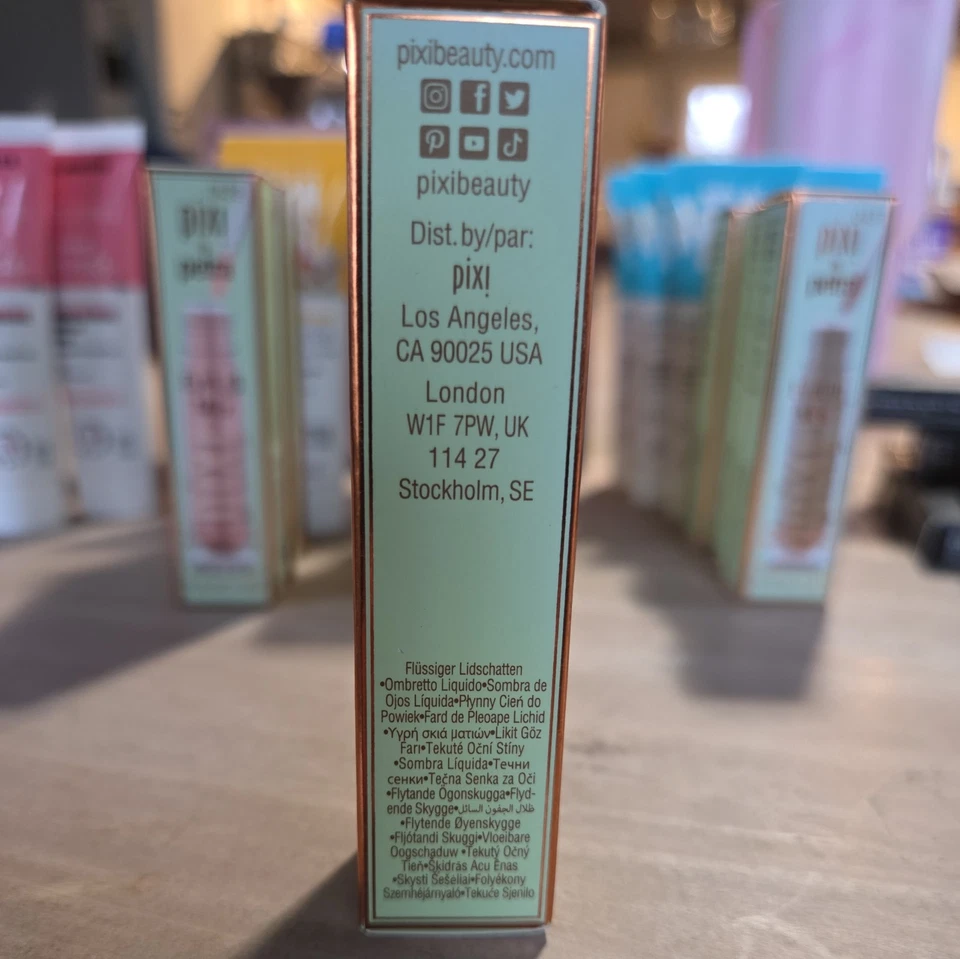 pixibeauty.com
pixibeauty
Dist. by/par:
pixi
Los Angeles,
CA 90025 USA
London
W1F 7PW, UK
114 27
Stockholm, SE
Flüssiger Lidschatten
•Ombretto Liquido•Sombra de
Ojos Líquida•Płynny Cień do
Powiek•Fard de Pleoape Lichid
•Υγρή σκιά ματιών•Likit Göz
Farı•Tekuté Oční Stíny
•Sombra Líquida•Течни
сенки•Tečna Senka za Oči
•Flytande Ögonskugga•Flyd-
ende Skygge•ظلال الجفون السائل
•Flytende Øyenskygge
•Fljótandi Skuggi•Vloeibare
Oogschaduw •Tekutý Očný
Tieň•Šķidrās Acu Ēnas
•Skysti Šešėliai•Folyékony
Szemhéjárnyaló•Tekuće Sjenilo
pixi
pixi